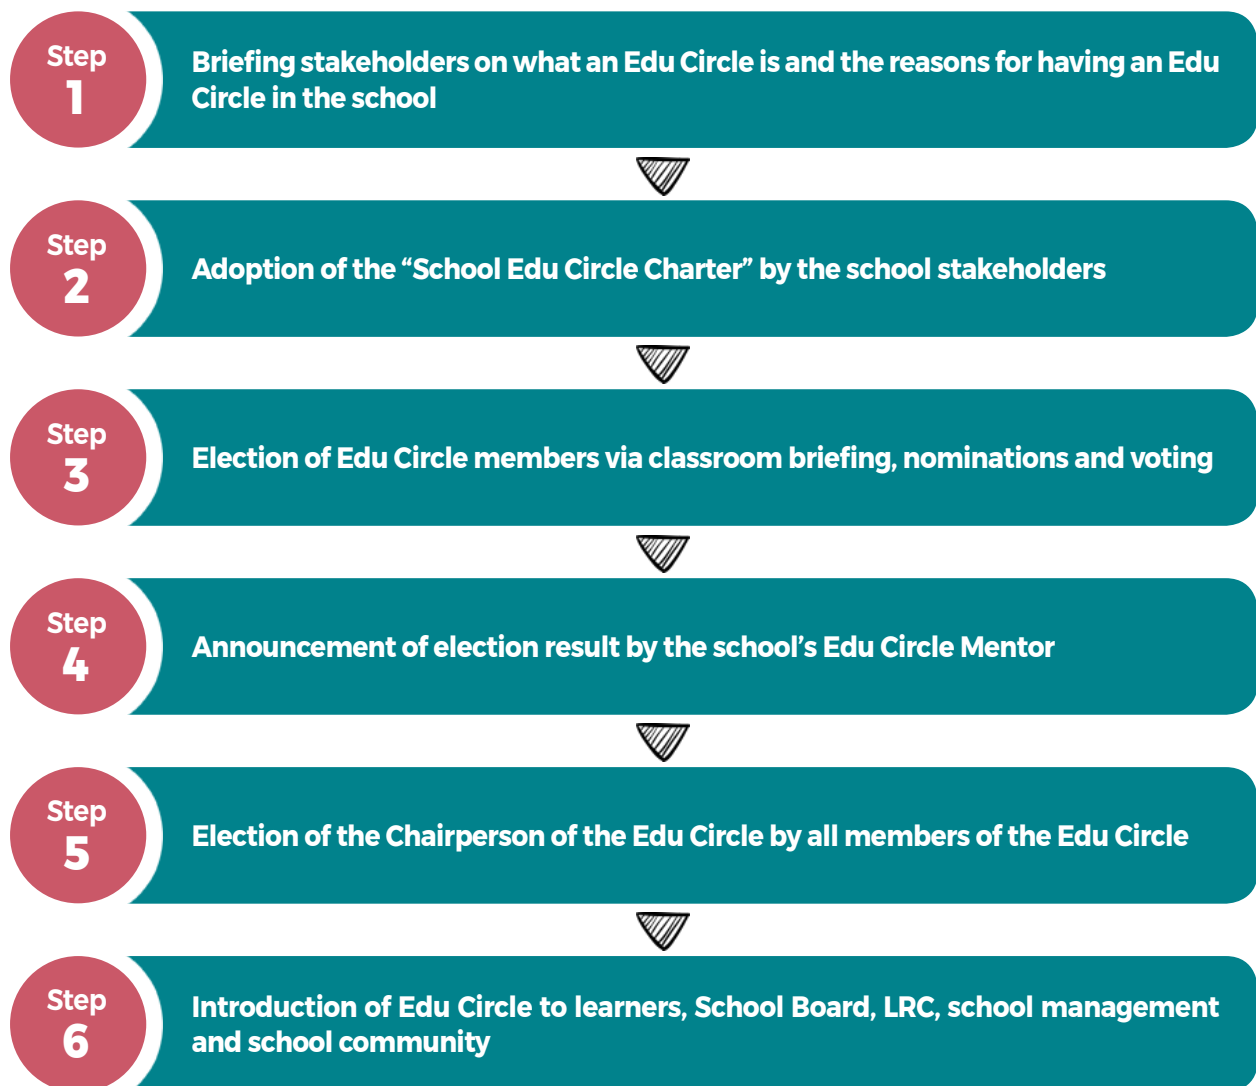 Step
1
Briefing stakeholders on what an Edu Circle is and the reasons for having an Edu
Circle in the school
Step
2
Adoption of the “School Edu Circle Charter” by the school stakeholders
Step
3
Election of Edu Circle members via classroom briefing, nominations and voting
Step
4
Announcement of election result by the school’s Edu Circle Mentor
Step
5
Election of the Chairperson of the Edu Circle by all members of the Edu Circle
Step
6
Introduction of Edu Circle to learners, School Board, LRC, school management
and school community